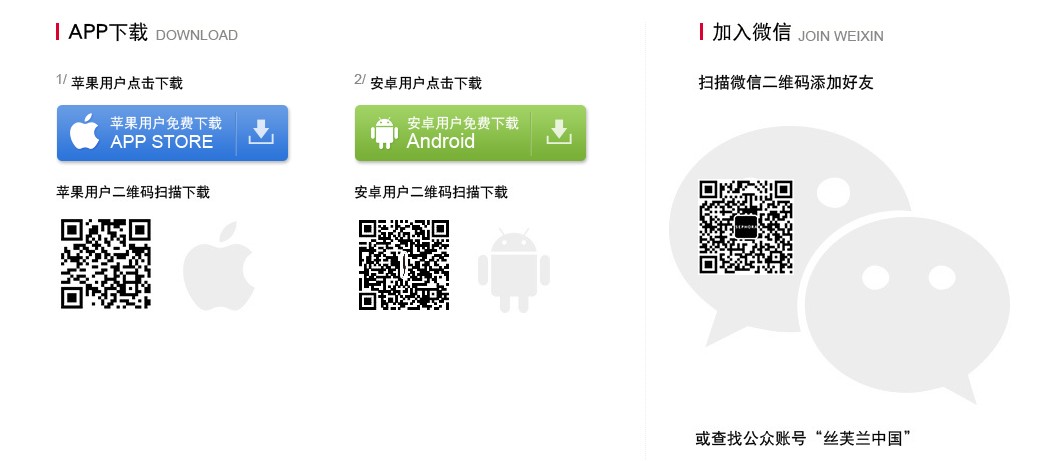 APP下载 DOWNLOAD
1/ 苹果用户点击下载
苹果用户免费下载
APP STORE
苹果用户二维码扫描下载
2/ 安卓用户点击下载
安卓用户免费下载
Android
安卓用户二维码扫描下载
加入微信 JOIN WEIXIN
扫描微信二维码添加好友
SEPHORA
或查找公众账号“丝芙兰中国”